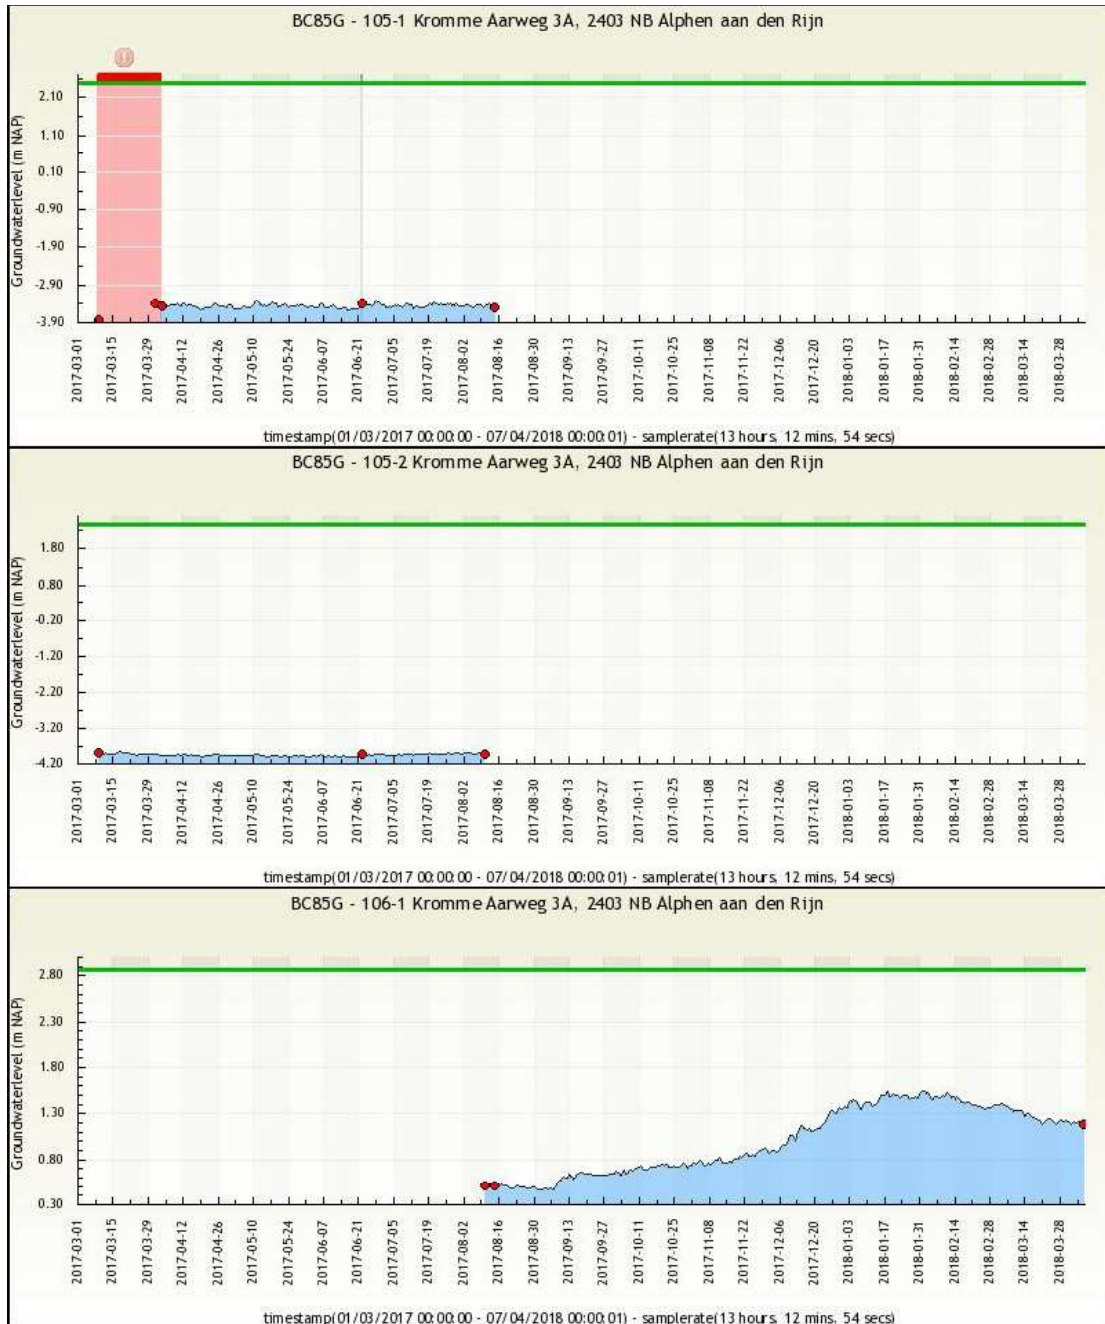 BC85G - 105-1 Kromme Aarweg 3A, 2403 NB Alphen aan den Rijn
Groundwaterlevel (m NAP)
2.10
1.10
0.10
-0.90
-1.90
-2.90
-3.90
2017-03-01 2017-03-15 2017-03-29 2017-04-12 2017-04-26 2017-05-10 2017-05-24 2017-06-07 2017-06-21 2017-07-05 2017-07-19 2017-08-02 2017-08-16 2017-08-30 2017-09-13 2017-09-27 2017-10-11 2017-10-25 2017-11-08 2017-11-22 2017-12-06 2017-12-20 2018-01-03 2018-01-17 2018-01-31 2018-02-14 2018-02-28 2018-03-14 2018-03-28
timestamp(01/03/2017 00:00:00 - 07/04/2018 00:00:01) - samplerate(13 hours, 12 mins, 54 secs)
BC85G - 105-2 Kromme Aarweg 3A, 2403 NB Alphen aan den Rijn
Groundwaterlevel (m NAP)
1.80
0.80
-0.20
-1.20
-2.20
-3.20
-4.20
2017-03-01 2017-03-15 2017-03-29 2017-04-12 2017-04-26 2017-05-10 2017-05-24 2017-06-07 2017-06-21 2017-07-05 2017-07-19 2017-08-02 2017-08-16 2017-08-30 2017-09-13 2017-09-27 2017-10-11 2017-10-25 2017-11-08 2017-11-22 2017-12-06 2017-12-20 2018-01-03 2018-01-17 2018-01-31 2018-02-14 2018-02-28 2018-03-14 2018-03-28
timestamp(01/03/2017 00:00:00 - 07/04/2018 00:00:01) - samplerate(13 hours, 12 mins, 54 secs)
BC85G - 106-1 Kromme Aarweg 3A, 2403 NB Alphen aan den Rijn
Groundwaterlevel (m NAP)
2.80
2.30
1.80
1.30
0.80
0.30
2017-03-01 2017-03-15 2017-03-29 2017-04-12 2017-04-26 2017-05-10 2017-05-24 2017-06-07 2017-06-21 2017-07-05 2017-07-19 2017-08-02 2017-08-16 2017-08-30 2017-09-13 2017-09-27 2017-10-11 2017-10-25 2017-11-08 2017-11-22 2017-12-06 2017-12-20 2018-01-03 2018-01-17 2018-01-31 2018-02-14 2018-02-28 2018-03-14 2018-03-28
timestamp(01/03/2017 00:00:00 - 07/04/2018 00:00:01) - samplerate(13 hours, 12 mins, 54 secs)